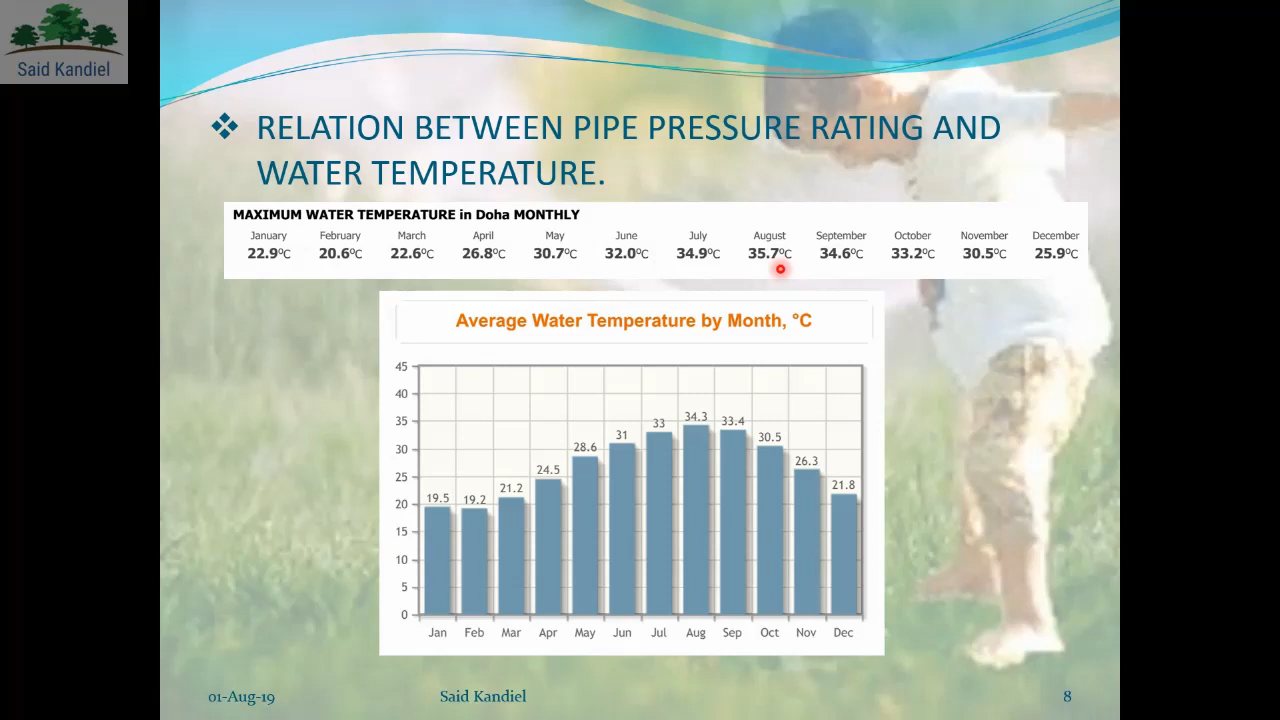 Said Kandiel
❖ RELATION BETWEEN PIPE PRESSURE RATING AND
WATER TEMPERATURE.
MAXIMUM WATER TEMPERATURE in Doha MONTHLY
January February March April May June July August September October November December
22.9°C 20.6°C 22.6°C 26.8°C 30.7°C 32.0°C 34.9°C 35.7°C 34.6°C 33.2°C 30.5°C 25.9°C
Average Water Temperature by Month, °C
45
40
35
30
25
20
15
10
5
0
19.5 19.2 21.2 24.5 28.6 31 33 34.3 33.4 30.5 26.3 21.8
Jan Feb Mar Apr May Jun Jul Aug Sep Oct Nov Dec
01-Aug-19 Said Kandiel 8